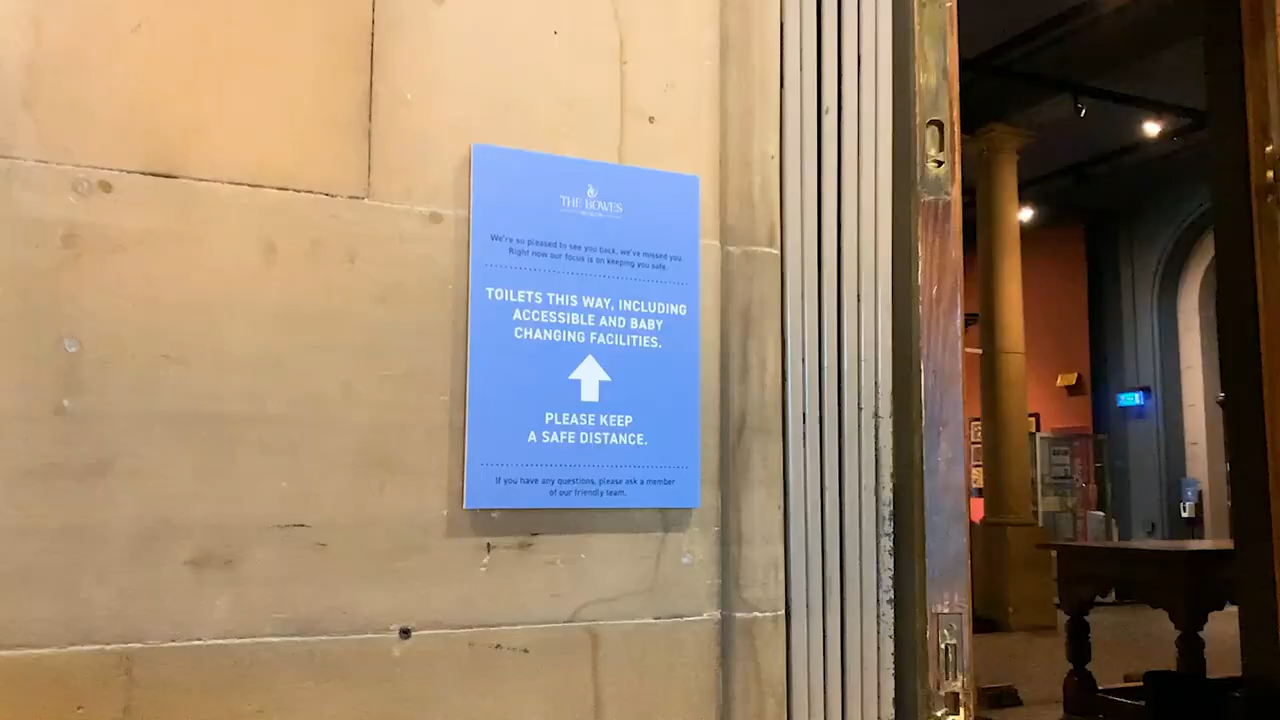 THE BOWES
MUSEUM
We're so pleased to see you back, we've missed you.
Right now our focus is on keeping you safe.
TOILETS THIS WAY, INCLUDING
ACCESSIBLE AND BABY
CHANGING FACILITIES.
PLEASE KEEP
A SAFE DISTANCE.
If you have any questions, please ask a member
of our friendly team.